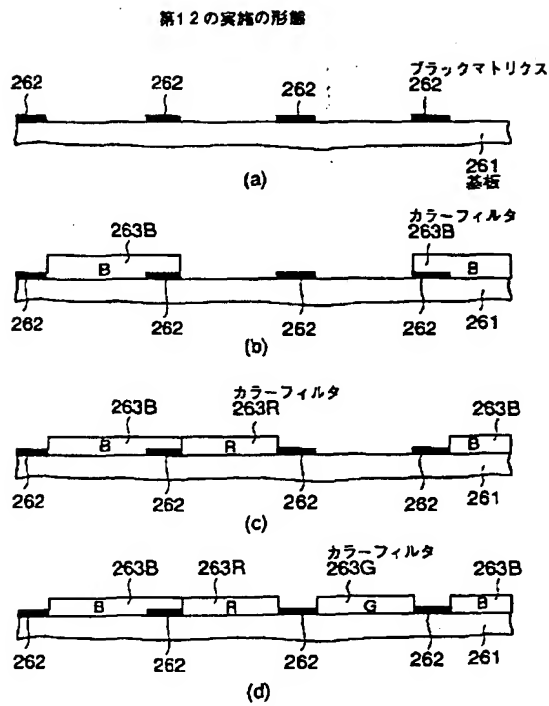 第12の実施の形態
ブラックマトリクス
262 262 262 262
261
基板
(a)
カラーフィルタ
263B 263B
B B
262 262 262 262 261
(b)
カラーフィルタ
263B 263R 263B
B R B
262 262 262 261
(c)
カラーフィルタ
263B 263R 263G 263B
B R G B
262 262 262 261
(d)